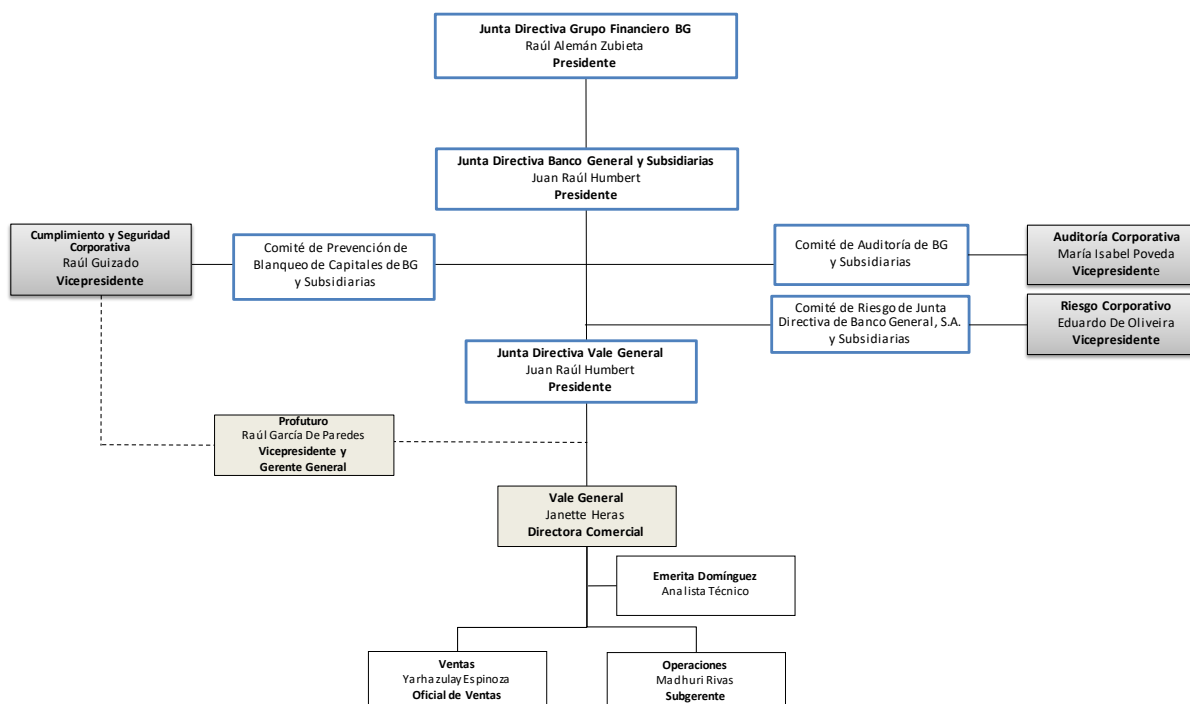 Junta Directiva Grupo Financiero BG
Raúl Alemán Zubieta
Presidente
Junta Directiva Banco General y Subsidiarias
Juan Raúl Humbert
Presidente
Cumplimiento y Seguridad
Corporativa
Raúl Guizado
Vicepresidente
Comité de Prevención de
Blanqueo de Capitales de BG
y Subsidiarias
Comité de Auditoría de BG
y Subsidiarias
Auditoría Corporativa
María Isabel Poveda
Vicepresidente
Comité de Riesgo de Junta
Directiva de Banco General, S.A.
y Subsidiarias
Riesgo Corporativo
Eduardo De Oliveira
Vicepresidente
Junta Directiva Vale General
Juan Raúl Humbert
Presidente
Profuturo
Raúl García De Paredes
Vicepresidente y
Gerente General
Vale General
Janette Heras
Directora Comercial
Emerita Domínguez
Analista Técnico
Ventas
Yarhazulay Espinoza
Oficial de Ventas
Operaciones
Madhuri Rivas
Subgerente